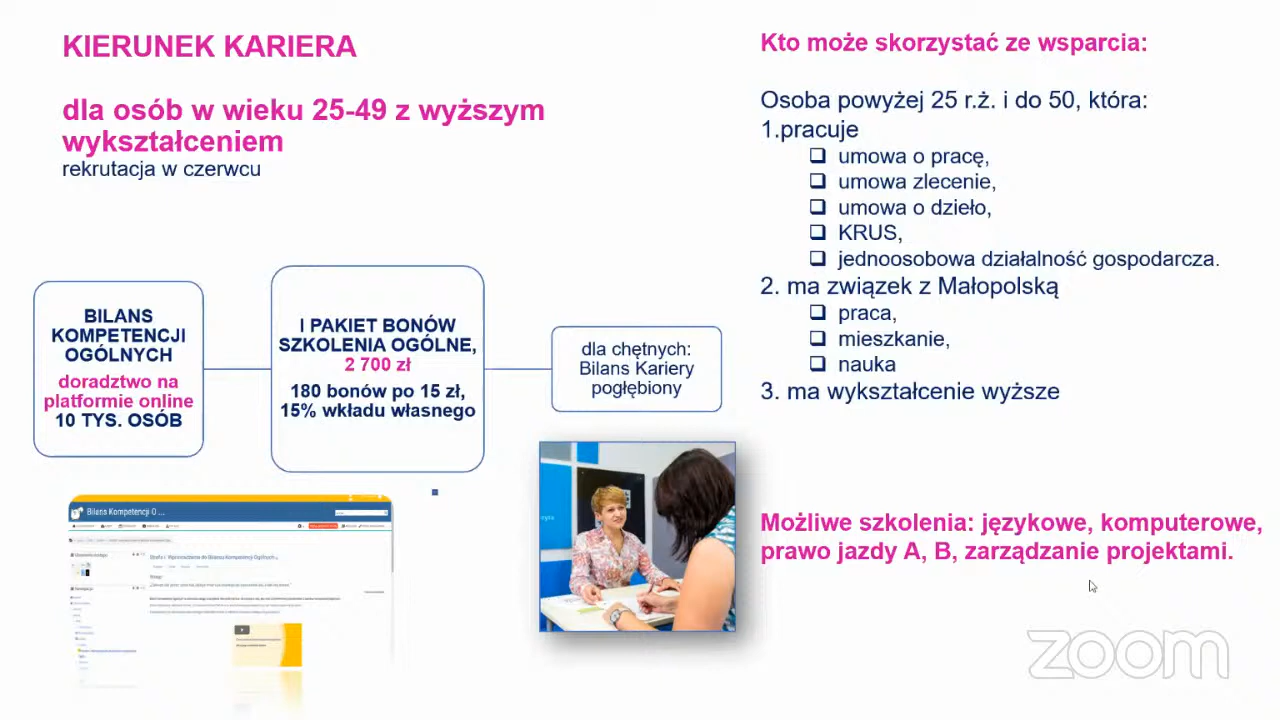 KIERUNEK KARIERA
dla osób w wieku 25-49 z wyższym
wykształceniem
rekrutacja w czerwcu
BILANS
KOMPETENCJI
OGÓLNYCH
doradztwo na
platformie online
10 TYS. OSÓB
I PAKIET BONÓW
SZKOLENIA OGÓLNE,
2 700 zł
180 bonów po 15 zł,
15% wkładu własnego
dla chętnych:
Bilans Kariery
pogłębiony
Bilans Kompetencji O ...
Kto może skorzystać ze wsparcia:
Osoba powyżej 25 r.ż. i do 50, która:
1.pracuje
umowa o pracę,
umowa zlecenie,
umowa o dzieło,
KRUS,
jednoosobowa działalność gospodarcza.
2. ma związek z Małopolską
praca,
mieszkanie,
nauka
3. ma wykształcenie wyższe
Możliwe szkolenia: językowe, komputerowe,
prawo jazdy A, B, zarządzanie projektami.
zoom